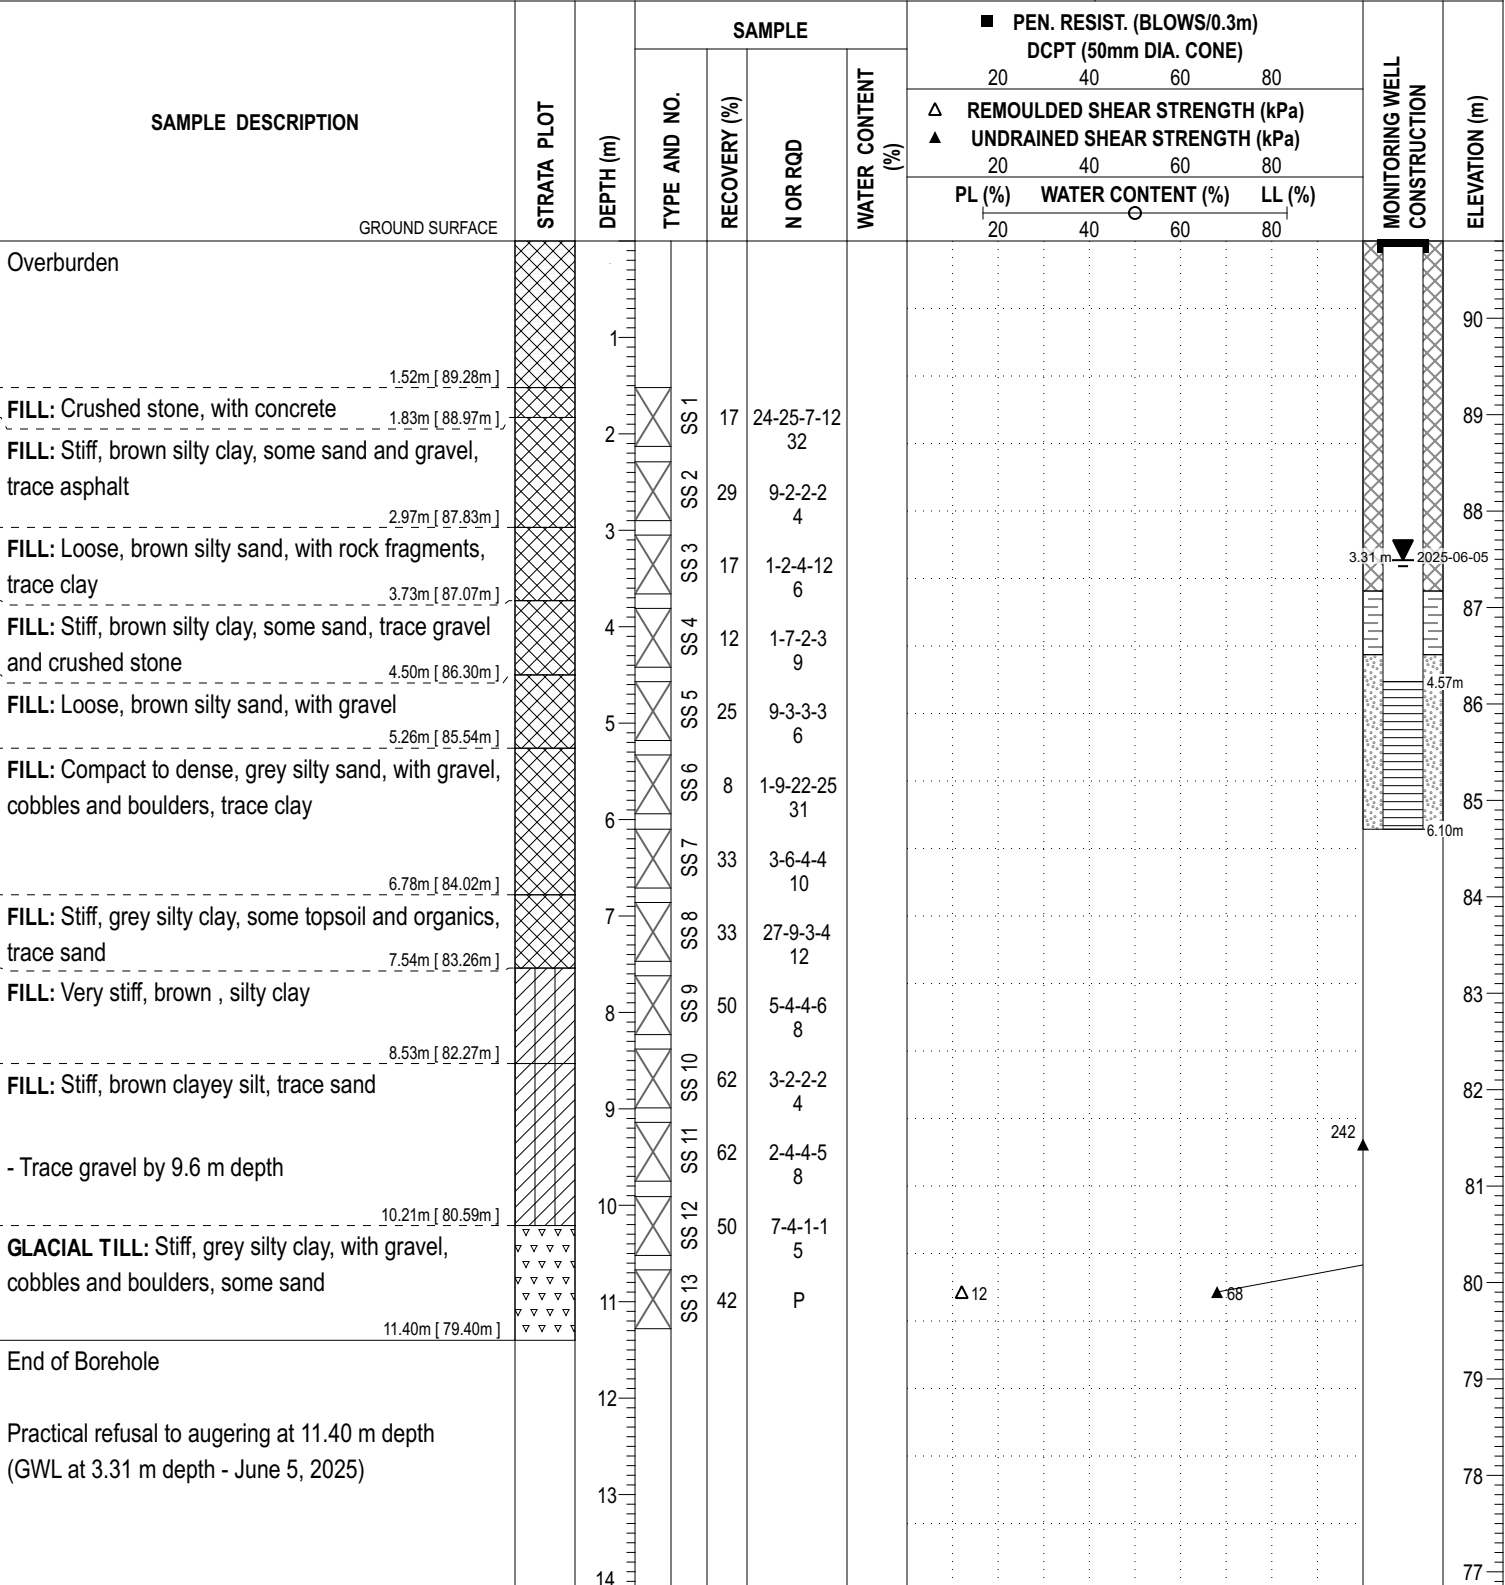 SAMPLE DESCRIPTION
GROUND SURFACE
STRATA PLOT
DEPTH (m)
SAMPLE
TYPE AND NO.
RECOVERY (%)
N OR RQD
WATER CONTENT
(%)
■ PEN. RESIST. (BLOWS/0.3m)
DCPT (50mm DIA. CONE)
20 40 60 80
△ REMOULDED SHEAR STRENGTH (kPa)
▲ UNDRAINED SHEAR STRENGTH (kPa)
20 40 60 80
PL (%) WATER CONTENT (%) LL (%)
20 40 60 80
MONITORING WELL
CONSTRUCTION
ELEVATION (m)
Overburden
1.52m [ 89.28m ]
FILL: Crushed stone, with concrete
1.83m [ 88.97m ]
FILL: Stiff, brown silty clay, some sand and gravel,
trace asphalt
2.97m [ 87.83m ]
FILL: Loose, brown silty sand, with rock fragments,
trace clay
3.73m [ 87.07m ]
FILL: Stiff, brown silty clay, some sand, trace gravel
and crushed stone
4.50m [ 86.30m ]
FILL: Loose, brown silty sand, with gravel
5.26m [ 85.54m ]
FILL: Compact to dense, grey silty sand, with gravel,
cobbles and boulders, trace clay
6.78m [ 84.02m ]
FILL: Stiff, grey silty clay, some topsoil and organics,
trace sand
7.54m [ 83.26m ]
FILL: Very stiff, brown , silty clay
8.53m [ 82.27m ]
FILL: Stiff, brown clayey silt, trace sand
- Trace gravel by 9.6 m depth
10.21m [ 80.59m ]
GLACIAL TILL: Stiff, grey silty clay, with gravel,
cobbles and boulders, some sand
11.40m [ 79.40m ]
End of Borehole
Practical refusal to augering at 11.40 m depth
(GWL at 3.31 m depth - June 5, 2025)
1
2
3
4
5
6
7
8
9
10
11
12
13
14
SS 1 17 24-25-7-12
32
SS 2 29 9-2-2-2
4
SS 3 17 1-2-4-12
6
SS 4 12 1-7-2-3
9
SS 5 25 9-3-3-3
6
SS 6 8 1-9-22-25
31
SS 7 33 3-6-4-4
10
SS 8 33 27-9-3-4
12
SS 9 50 5-4-4-6
8
SS 10 62 3-2-2-2
4
SS 11 62 2-4-4-5
8
SS 12 50 7-4-1-1
5
SS 13 42 P
242
12
68
3.31 m 2025-06-05
4.57m
6.10m
90
89
88
87
86
85
84
83
82
81
80
79
78
77